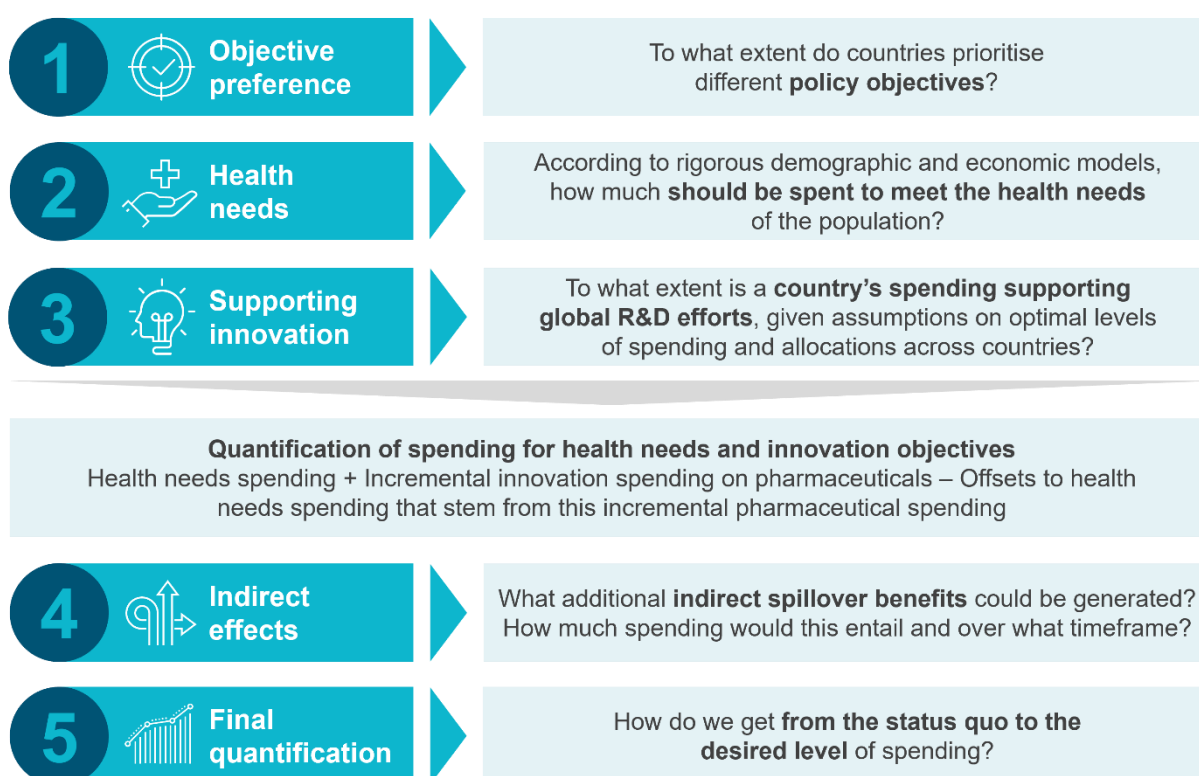 1
Objective
preference
To what extent do countries prioritise
different policy objectives?
2
Health
needs
According to rigorous demographic and economic models,
how much should be spent to meet the health needs
of the population?
3
Supporting
innovation
To what extent is a country's spending supporting
global R&D efforts, given assumptions on optimal levels
of spending and allocations across countries?
Quantification of spending for health needs and innovation objectives
Health needs spending + Incremental innovation spending on pharmaceuticals – Offsets to health
needs spending that stem from this incremental pharmaceutical spending
4
Indirect
effects
What additional indirect spillover benefits could be generated?
How much spending would this entail and over what timeframe?
5
Final
quantification
How do we get from the status quo to the
desired level of spending?